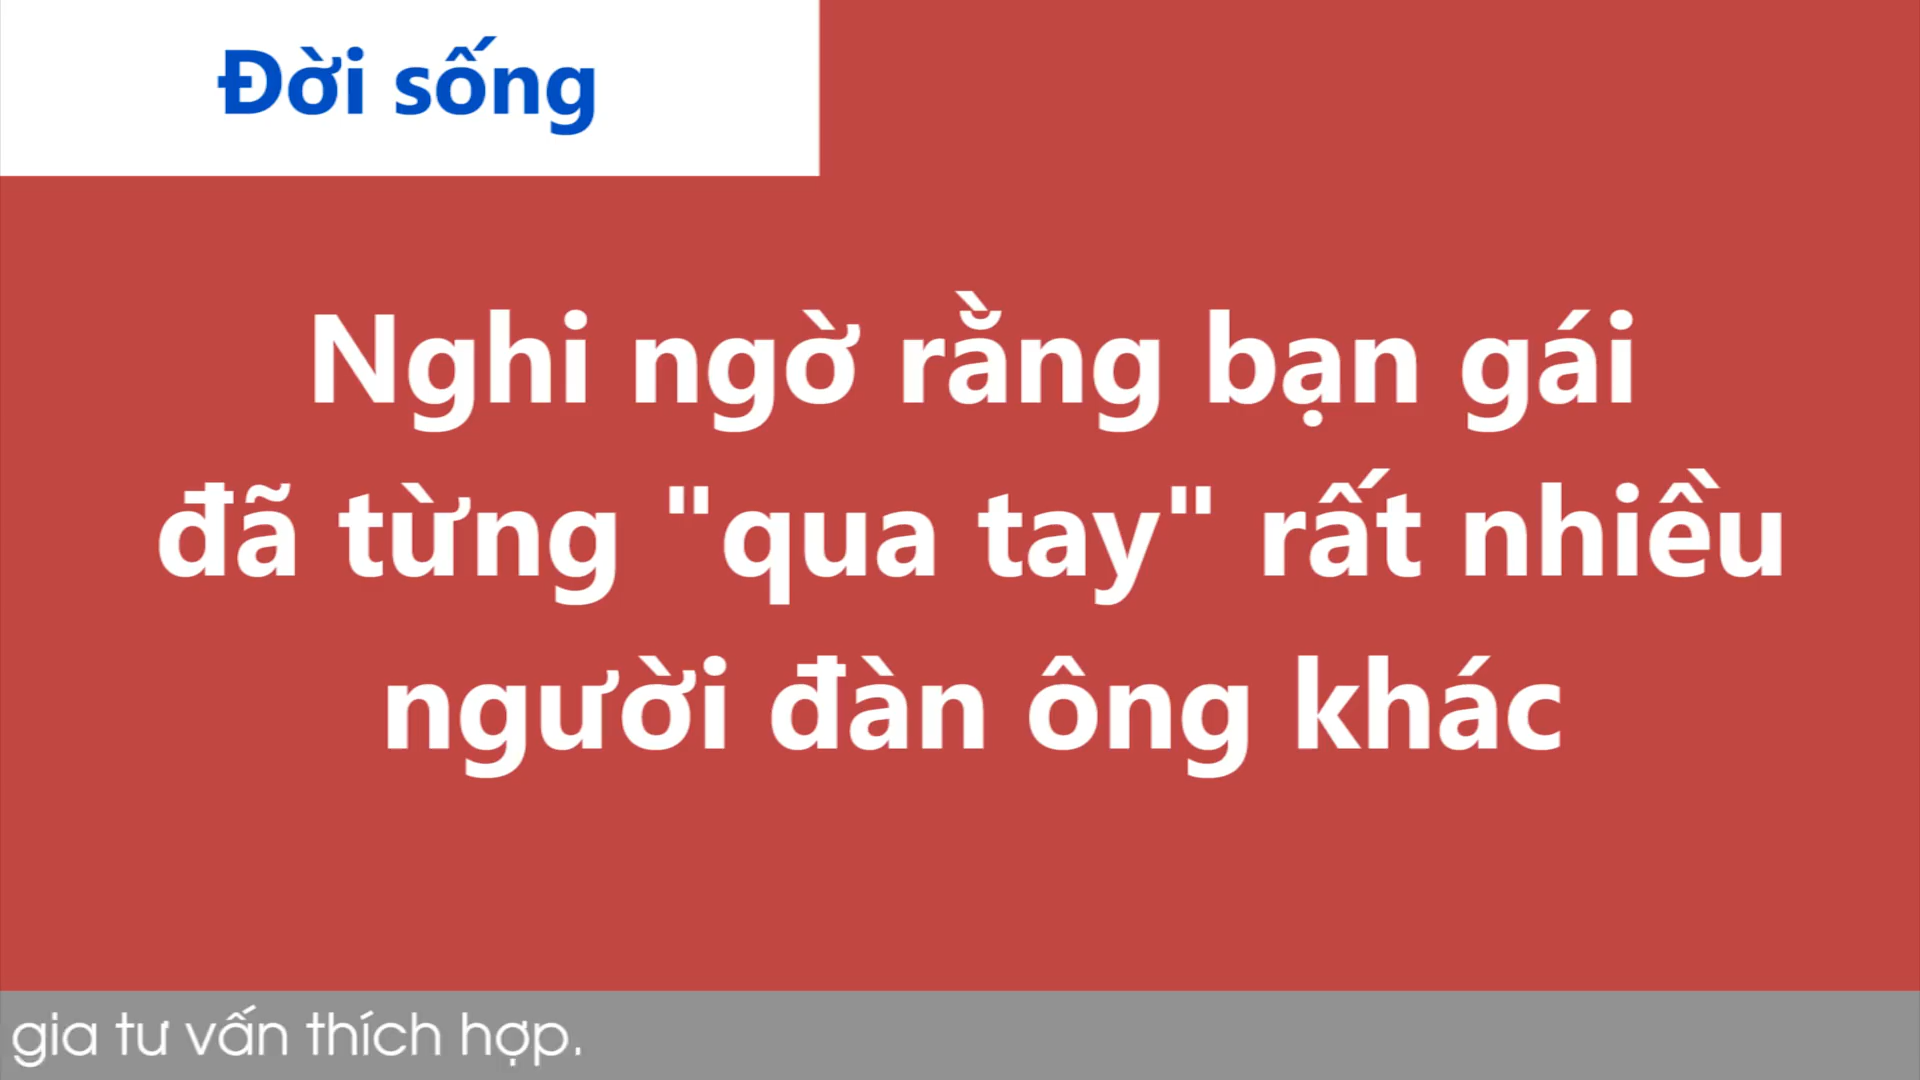 Đời sống
Nghi ngờ rằng bạn gái
đã từng "qua tay" rất nhiều
người đàn ông khác
gia tư vấn thích hợp.